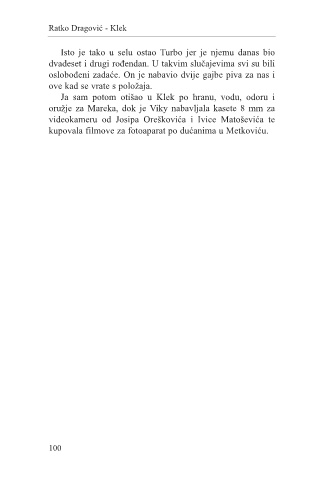 Ratko Dragović - Klek
Isto je tako u selu ostao Turbo jer je njemu danas bio
dvadeset i drugi rođendan. U takvim slučajevima svi su bili
oslobođeni zadaće. On je nabavio dvije gajbe piva za nas i
ove kad se vrate s položaja.
Ja sam potom otišao u Klek po hranu, vodu, odoru i
oružje za Mareka, dok je Viky nabavljala kasete 8 mm za
videokameru od Josipa Oreškovića i Ivice Matoševića te
kupovala filmove za fotoaparat po dućanima u Metkoviću.
100